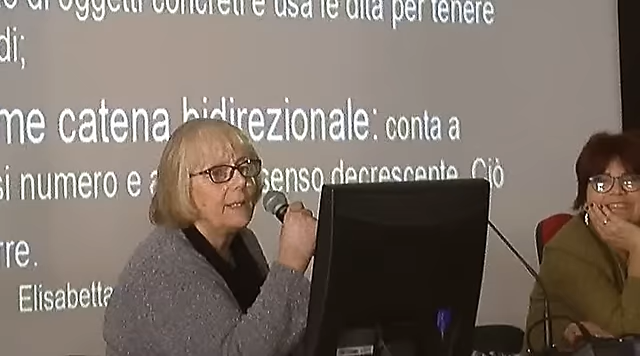 di oggetti concreti e usa le dita per tenere
di;
me catena bidirezionale: conta a
si numero e a senso decrescente. Ciò
rre.
Elisabetta